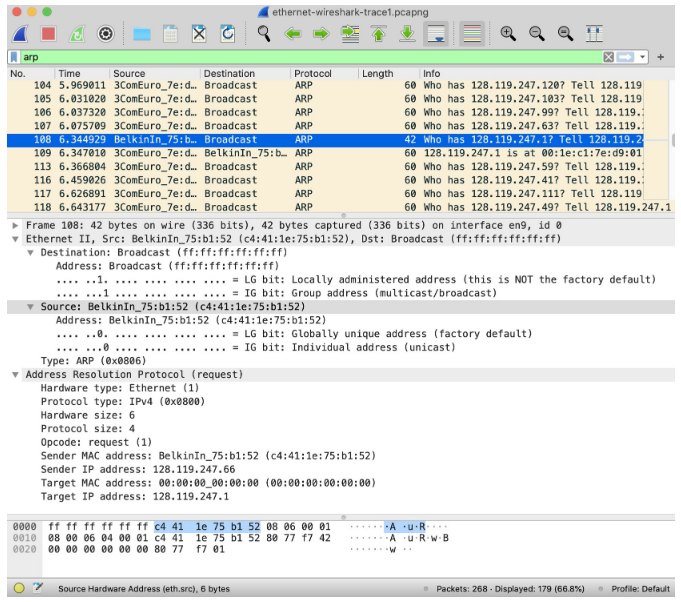 ethernet-wireshark-trace1.pcapng
arp
No. Time Source Destination Protocol Length Info
104 5.969011 3ComEuro_7e:d… Broadcast ARP 60 Who has 128.119.247.120? Tell 128.119
105 6.031020 3ComEuro_7e:d… Broadcast ARP 60 Who has 128.119.247.103? Tell 128.119
106 6.037320 3ComEuro_7e:d… Broadcast ARP 60 Who has 128.119.247.99? Tell 128.119.
107 6.075709 3ComEuro_7e:d… Broadcast ARP 60 Who has 128.119.247.63? Tell 128.119.
108 6.344929 BelkinIn_75:b… Broadcast ARP 42 Who has 128.119.247.1? Tell 128.119.2
109 6.347010 3ComEuro_7e:d… BelkinIn_75:b… ARP 60 128.119.247.1 is at 00:1e:c1:7e:d9:01
113 6.366804 3ComEuro_7e:d… Broadcast ARP 60 Who has 128.119.247.59? Tell 128.119.
116 6.459026 3ComEuro_7e:d… Broadcast ARP 60 Who has 128.119.247.41? Tell 128.119.
117 6.626891 3ComEuro_7e:d… Broadcast ARP 60 Who has 128.119.247.111? Tell 128.119
118 6.643177 3ComEuro_7e:d… Broadcast ARP 60 Who has 128.119.247.49? Tell 128.119.247.1
Frame 108: 42 bytes on wire (336 bits), 42 bytes captured (336 bits) on interface en9, id 0
Ethernet II, Src: BelkinIn_75:b1:52 (c4:41:1e:75:b1:52), Dst: Broadcast (ff:ff:ff:ff:ff:ff)
Destination: Broadcast (ff:ff:ff:ff:ff:ff)
Address: Broadcast (ff:ff:ff:ff:ff:ff)
.... ..1. .... .... .... .... = LG bit: Locally administered address (this is NOT the factory default)
.... ...1 .... .... .... .... = IG bit: Group address (multicast/broadcast)
Source: BelkinIn_75:b1:52 (c4:41:1e:75:b1:52)
Address: BelkinIn_75:b1:52 (c4:41:1e:75:b1:52)
.... ..0. .... .... .... .... = LG bit: Globally unique address (factory default)
.... ...0 .... .... .... .... = IG bit: Individual address (unicast)
Type: ARP (0x0806)
Address Resolution Protocol (request)
Hardware type: Ethernet (1)
Protocol type: IPv4 (0x0800)
Hardware size: 6
Protocol size: 4
Opcode: request (1)
Sender MAC address: BelkinIn_75:b1:52 (c4:41:1e:75:b1:52)
Sender IP address: 128.119.247.66
Target MAC address: 00:00:00_00:00:00 (00:00:00:00:00:00)
Target IP address: 128.119.247.1
0000 ff ff ff ff ff ff c4 41 1e 75 b1 52 08 06 00 01 ·······A ·u·R····
0010 08 00 06 04 00 01 c4 41 1e 75 b1 52 80 77 f7 42 ·······A ·u·R·w·B
0020 00 00 00 00 00 00 80 77 f7 01 ·······w ··
Source Hardware Address (eth.src), 6 bytes
Packets: 268 · Displayed: 179 (66.8%)
Profile: Default